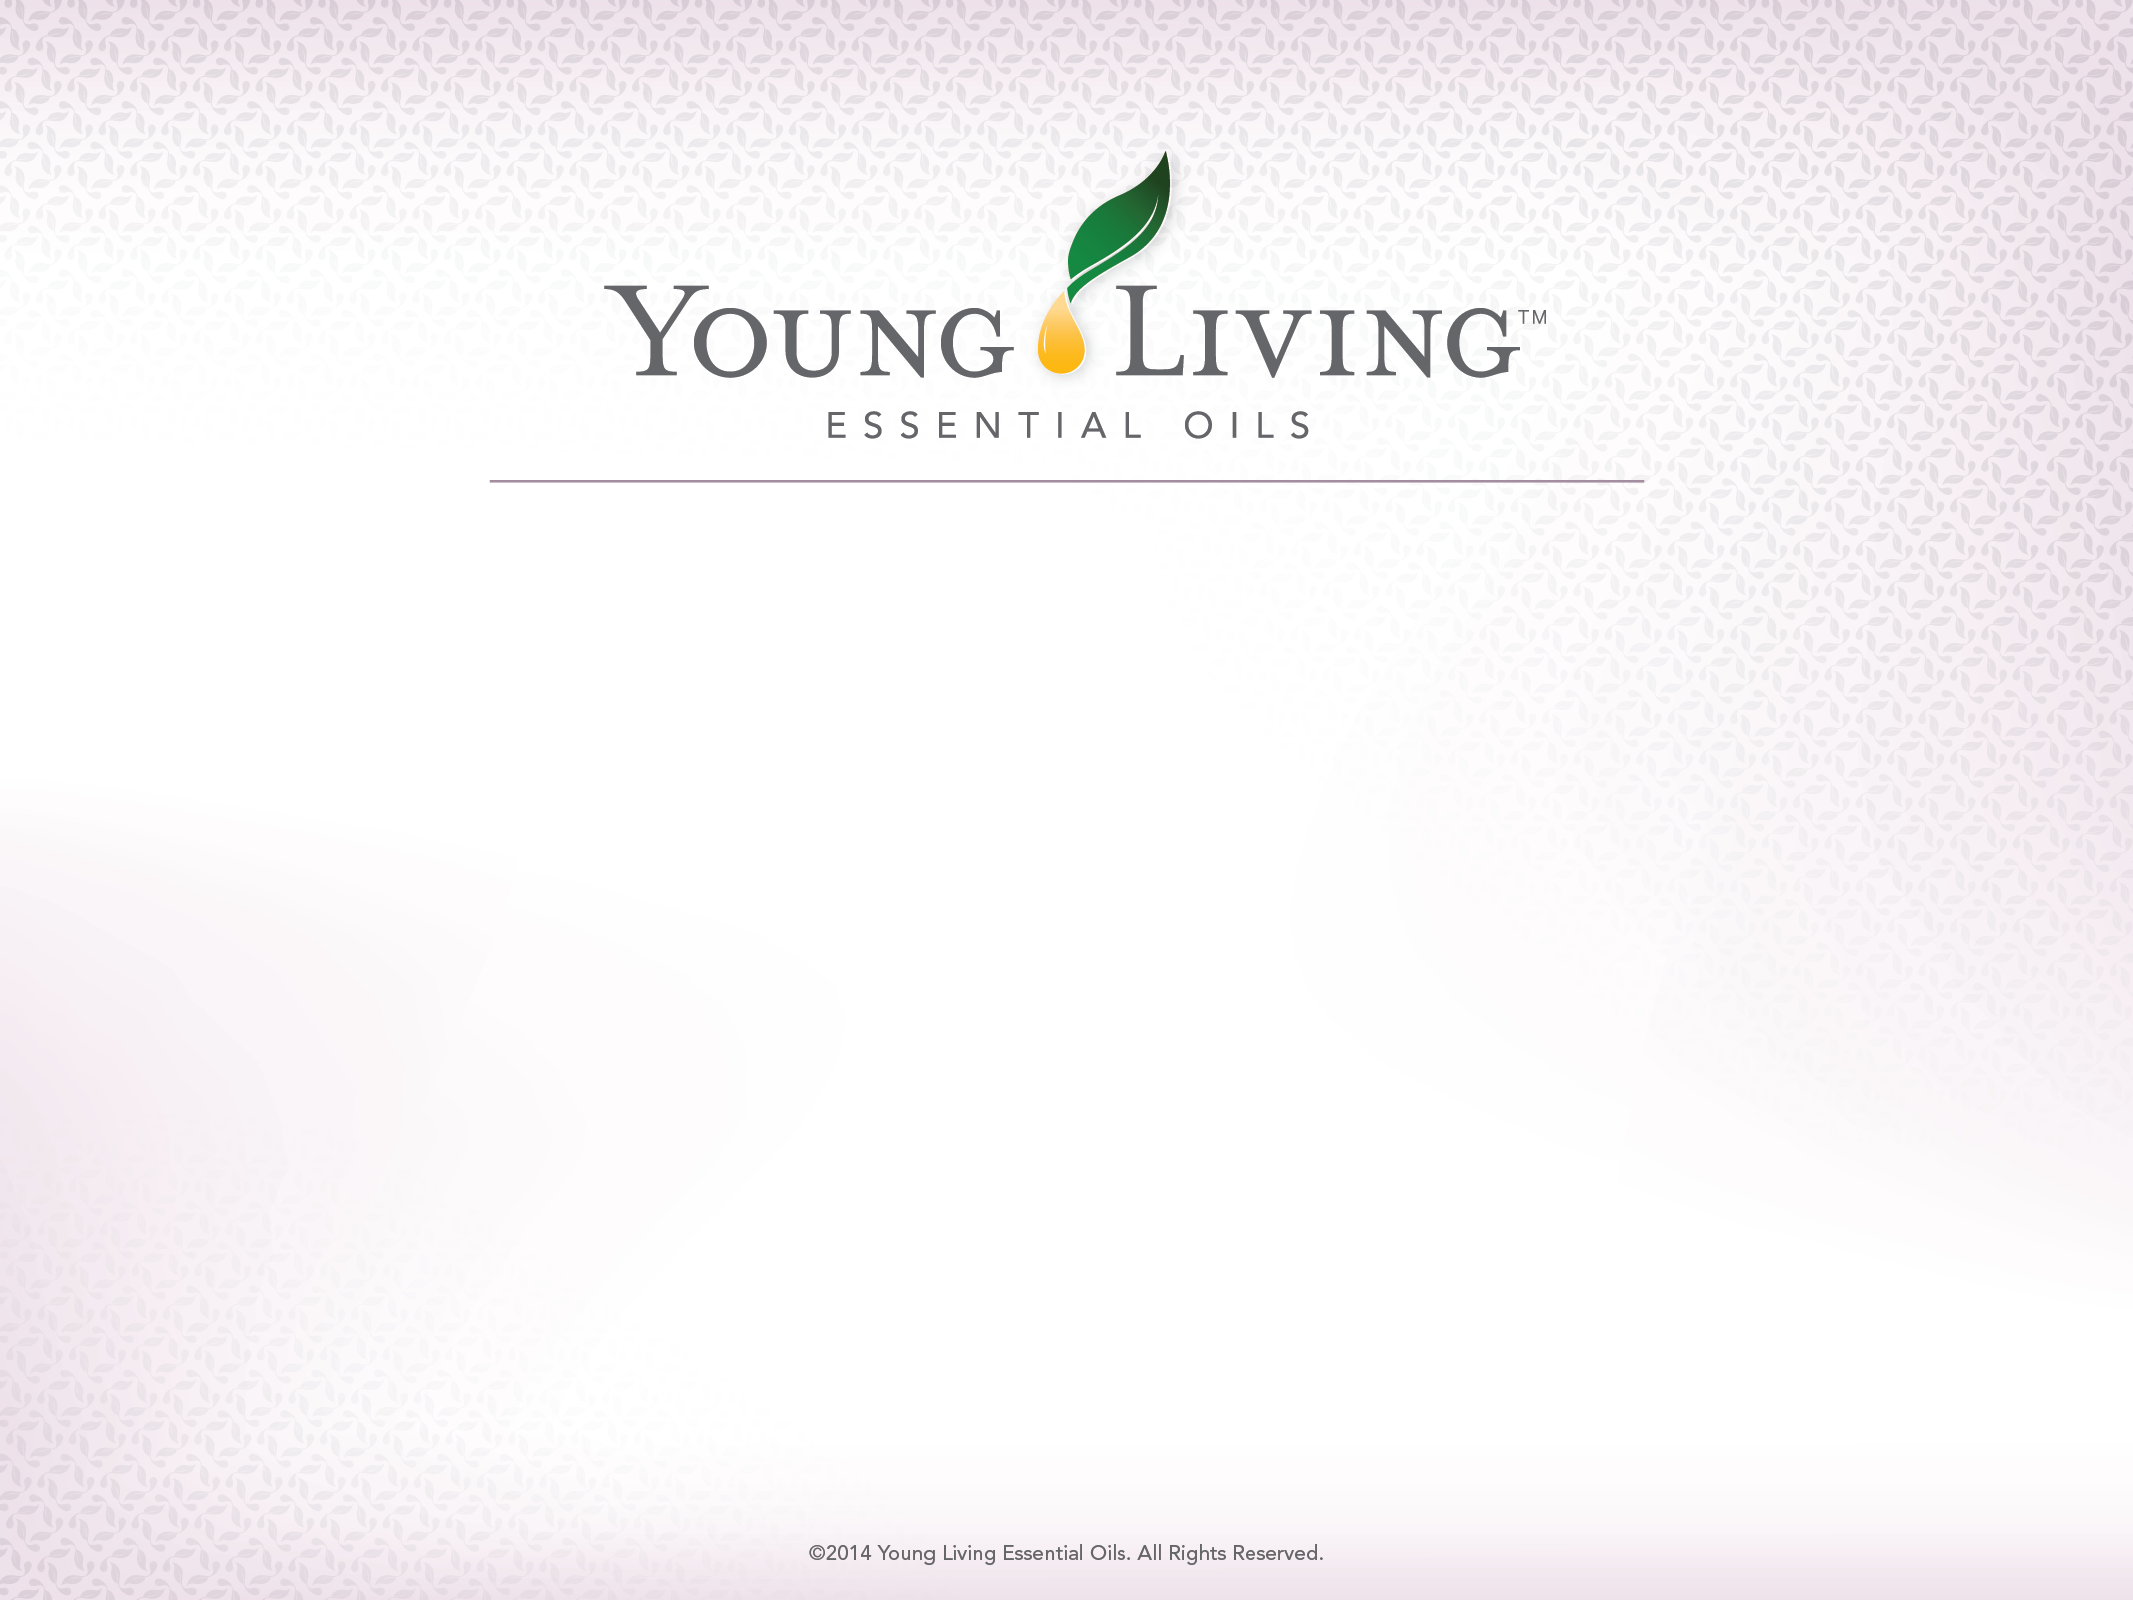 YOUNG LIVING™
ESSENTIAL OILS
©2014 Young Living Essential Oils. All Rights Reserved.